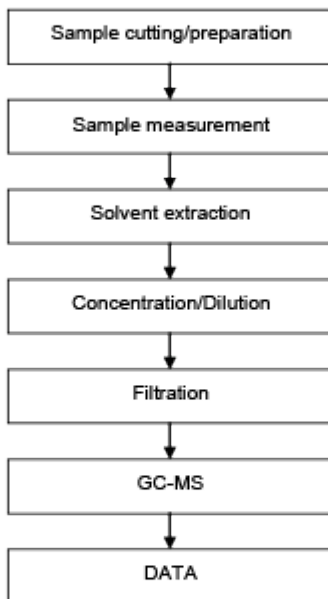 Sample cutting/preparation
Sample measurement
Solvent extraction
Concentration/Dilution
Filtration
GC-MS
DATA